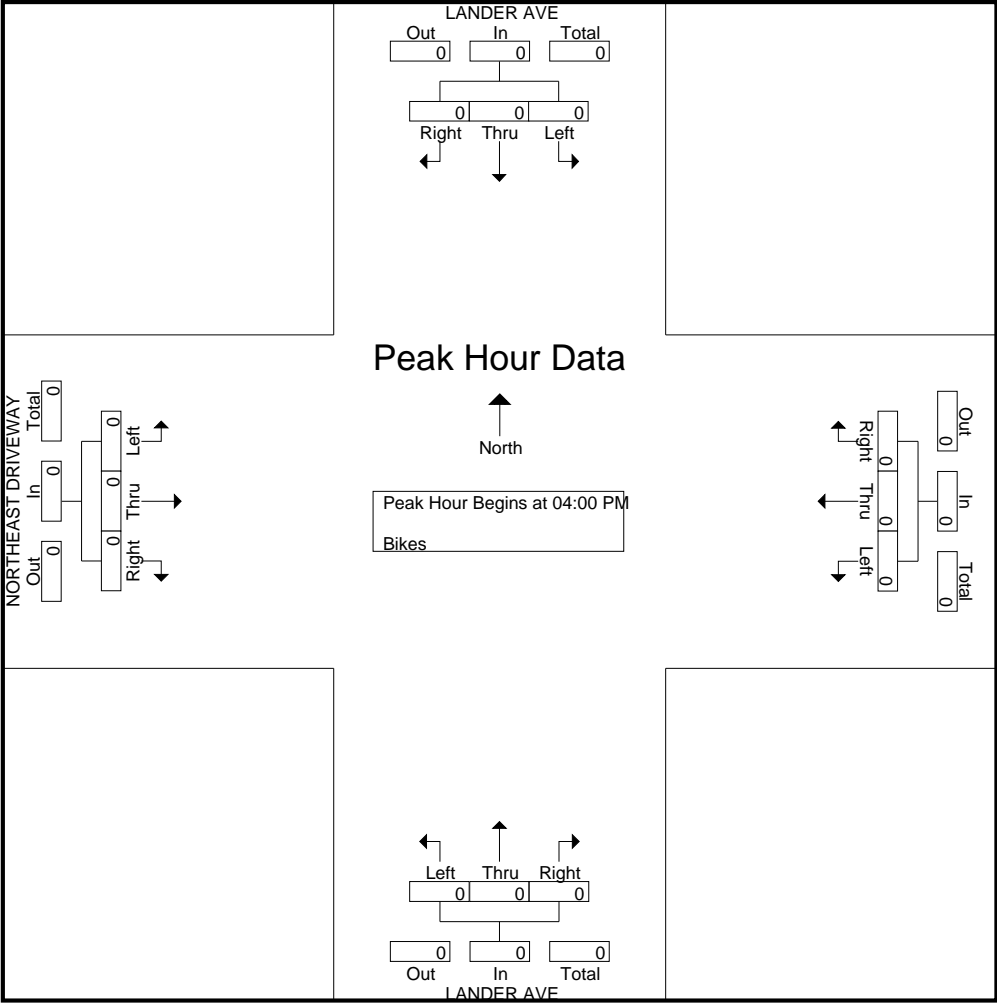 LANDER AVE
Out In Total
0 0 0
0 0 0
Right Thru Left
Peak Hour Data
North
Peak Hour Begins at 04:00 PM
Bikes
NORTHEAST DRIVEWAY
Out In Total
0 0 0
0 0 0
Right Thru Left
Out In Total
0 0 0
0 0 0
Right Thru Left
Left Thru Right
0 0 0
0 0 0
Out In Total
LANDER AVE